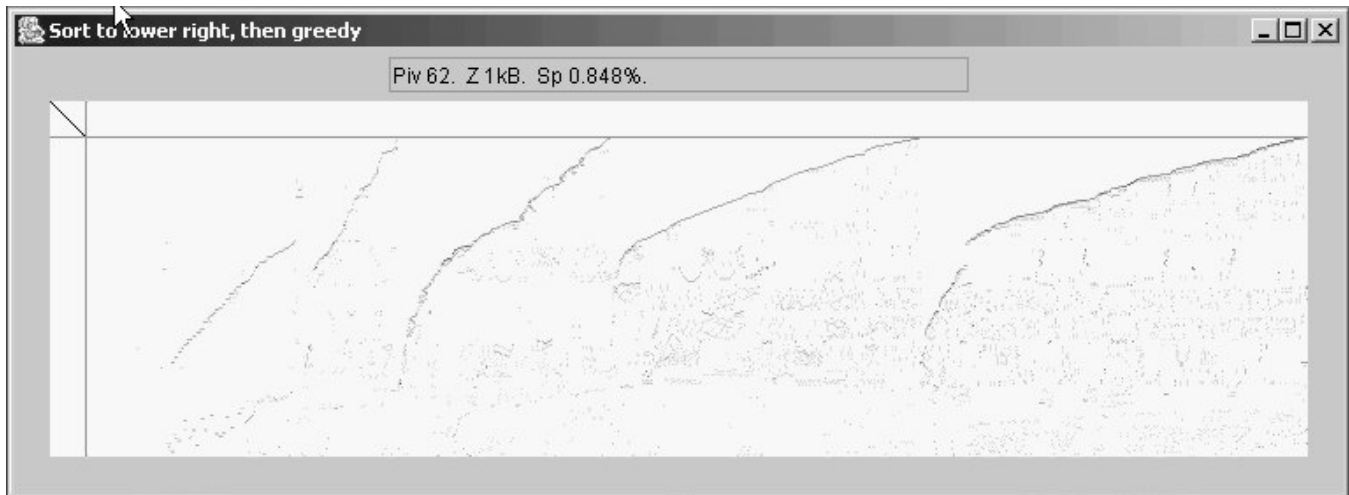 Sort to lower right, then greedy
Piv 62. Z 1kB. Sp 0.848%.